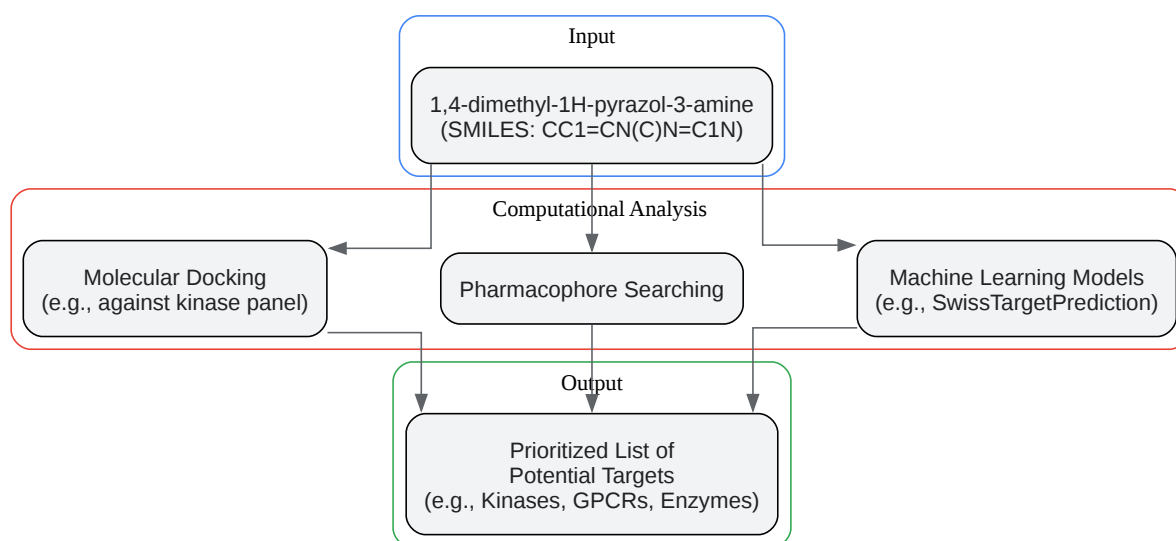 Input
1,4-dimethyl-1H-pyrazol-3-amine
(SMILES: CC1=CN(C)N=C1N)
Computational Analysis
Molecular Docking
(e.g., against kinase panel)
Pharmacophore Searching
Machine Learning Models
(e.g., SwissTargetPrediction)
Output
Prioritized List of
Potential Targets
(e.g., Kinases, GPCRs, Enzymes)